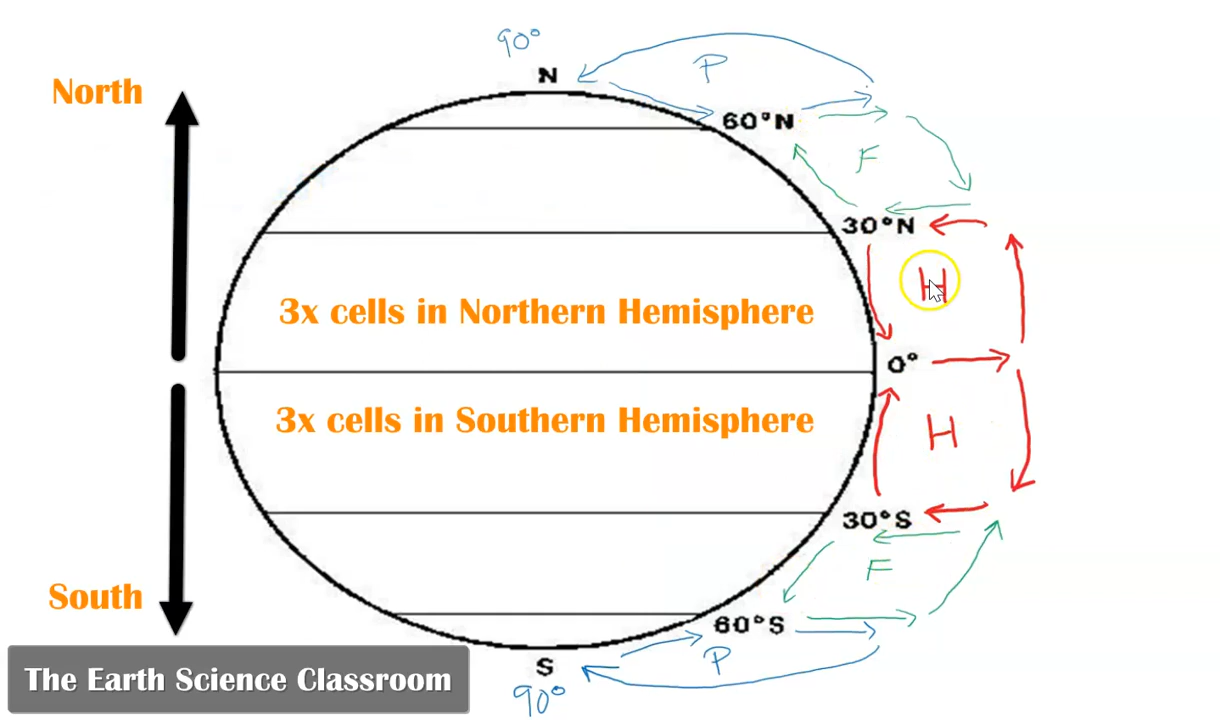 90°
N
P
North
60°N
F
30°N
H
3x cells in Northern Hemisphere
0°
3x cells in Southern Hemisphere
H
30°S
F
South
60°S
P
S
90°
The Earth Science Classroom